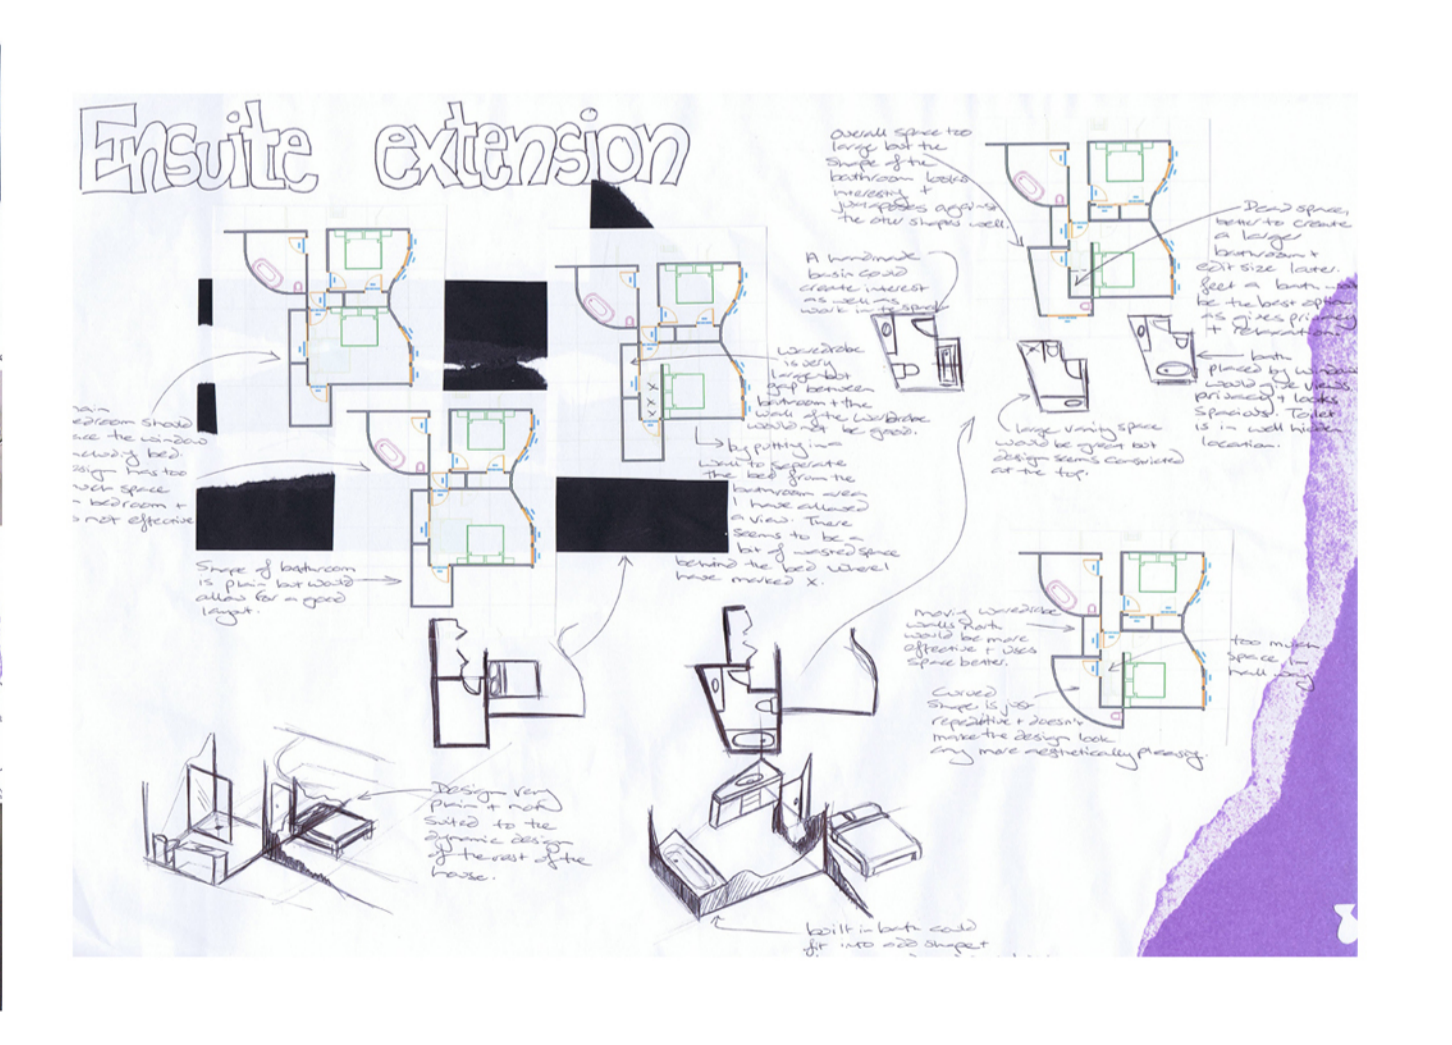 Ensuite extension
overall space too
large but the
shape of the
bathroom looks
interesting +
juxtaposes against
the other shapes well.
Dead space,
better to create
a larger
bathroom +
edit size later.
feel a bath
be the best option
as gives privacy
+ relaxation
A handmade
basin could
create interest
as well as
work in the space
Wardrobe
is very
large but
gap between
bathroom + the
wall of the wardrobe
would not be good.
bath
placed by window
would give views
privacy + looks
spacious. Toilet
is in well hidden
location.
large vanity space
would be great but
design seems constricted
at the top.
main
bedroom should
face the window
including bed.
design has too
much space
in bedroom +
not effective
by putting in a
wall to seperate
the bed from the
bathroom area
I have allowed
a view. There
seems to be a
bit of wasted space
behind the bed where I
have marked x.
x
x
x
Shape of bathroom
is plain but would
allow for a good
layout.
moving wardrobe
walls north
would be more
effective + uses
space better.
too much
space in
hall way
Curved
shape is just
repetitive + doesn't
make the design look
any more aesthetically pleasing.
Design very
plain + not
suited to the
dynamic design
of the rest of the
house.
built in bath could
fit into odd shape +